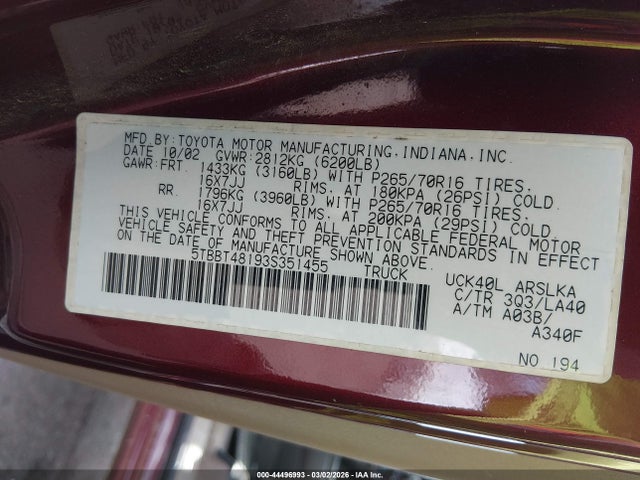 MFD.BY:TOYOTA MOTOR MANUFACTURING,INDIANA,INC.
DATE 10/02 GVWR:2812KG (6200LB)
GAWR:FRT. 1433KG (3160LB) WITH P265/70R16 TIRES,
16X7JJ RIMS, AT 180KPA (26PSI) COLD.
RR. 1796KG (3960LB) WITH P265/70R16 TIRES,
16X7JJ RIMS, AT 200KPA (29PSI) COLD.
THIS VEHICLE CONFORMS TO ALL APPLICABLE FEDERAL MOTOR
VEHICLE SAFETY AND THEFT PREVENTION STANDARDS IN EFFECT
ON THE DATE OF MANUFACTURE SHOWN ABOVE.
5TBBT48193S351455 TRUCK
UCK40L ARSLKA
C/TR 3Q3/LA40
A/TM A03B/
A340F
NO 194
000-44496993 - 03/02/2026 - IAA Inc.